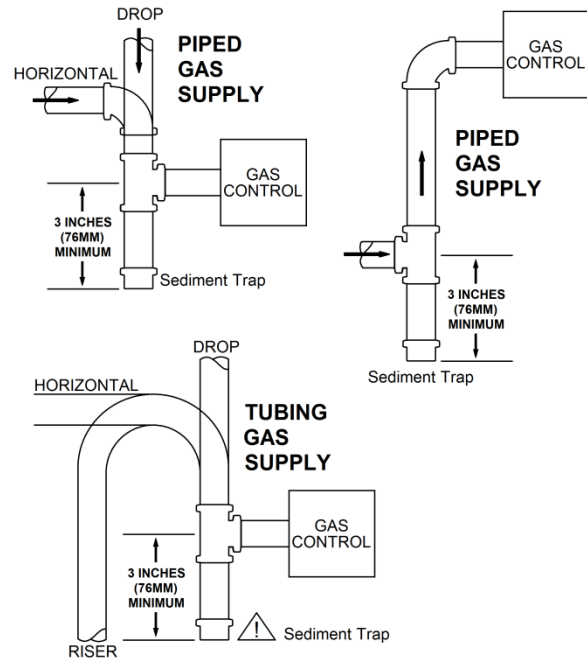 DROP
HORIZONTAL
PIPED
GAS
SUPPLY
GAS
CONTROL
3 INCHES
(76MM)
MINIMUM
Sediment Trap
GAS
CONTROL
PIPED
GAS
SUPPLY
3 INCHES
(76MM)
MINIMUM
Sediment Trap
DROP
HORIZONTAL
TUBING
GAS
SUPPLY
GAS
CONTROL
3 INCHES
(76MM)
MINIMUM
! Sediment Trap
RISER